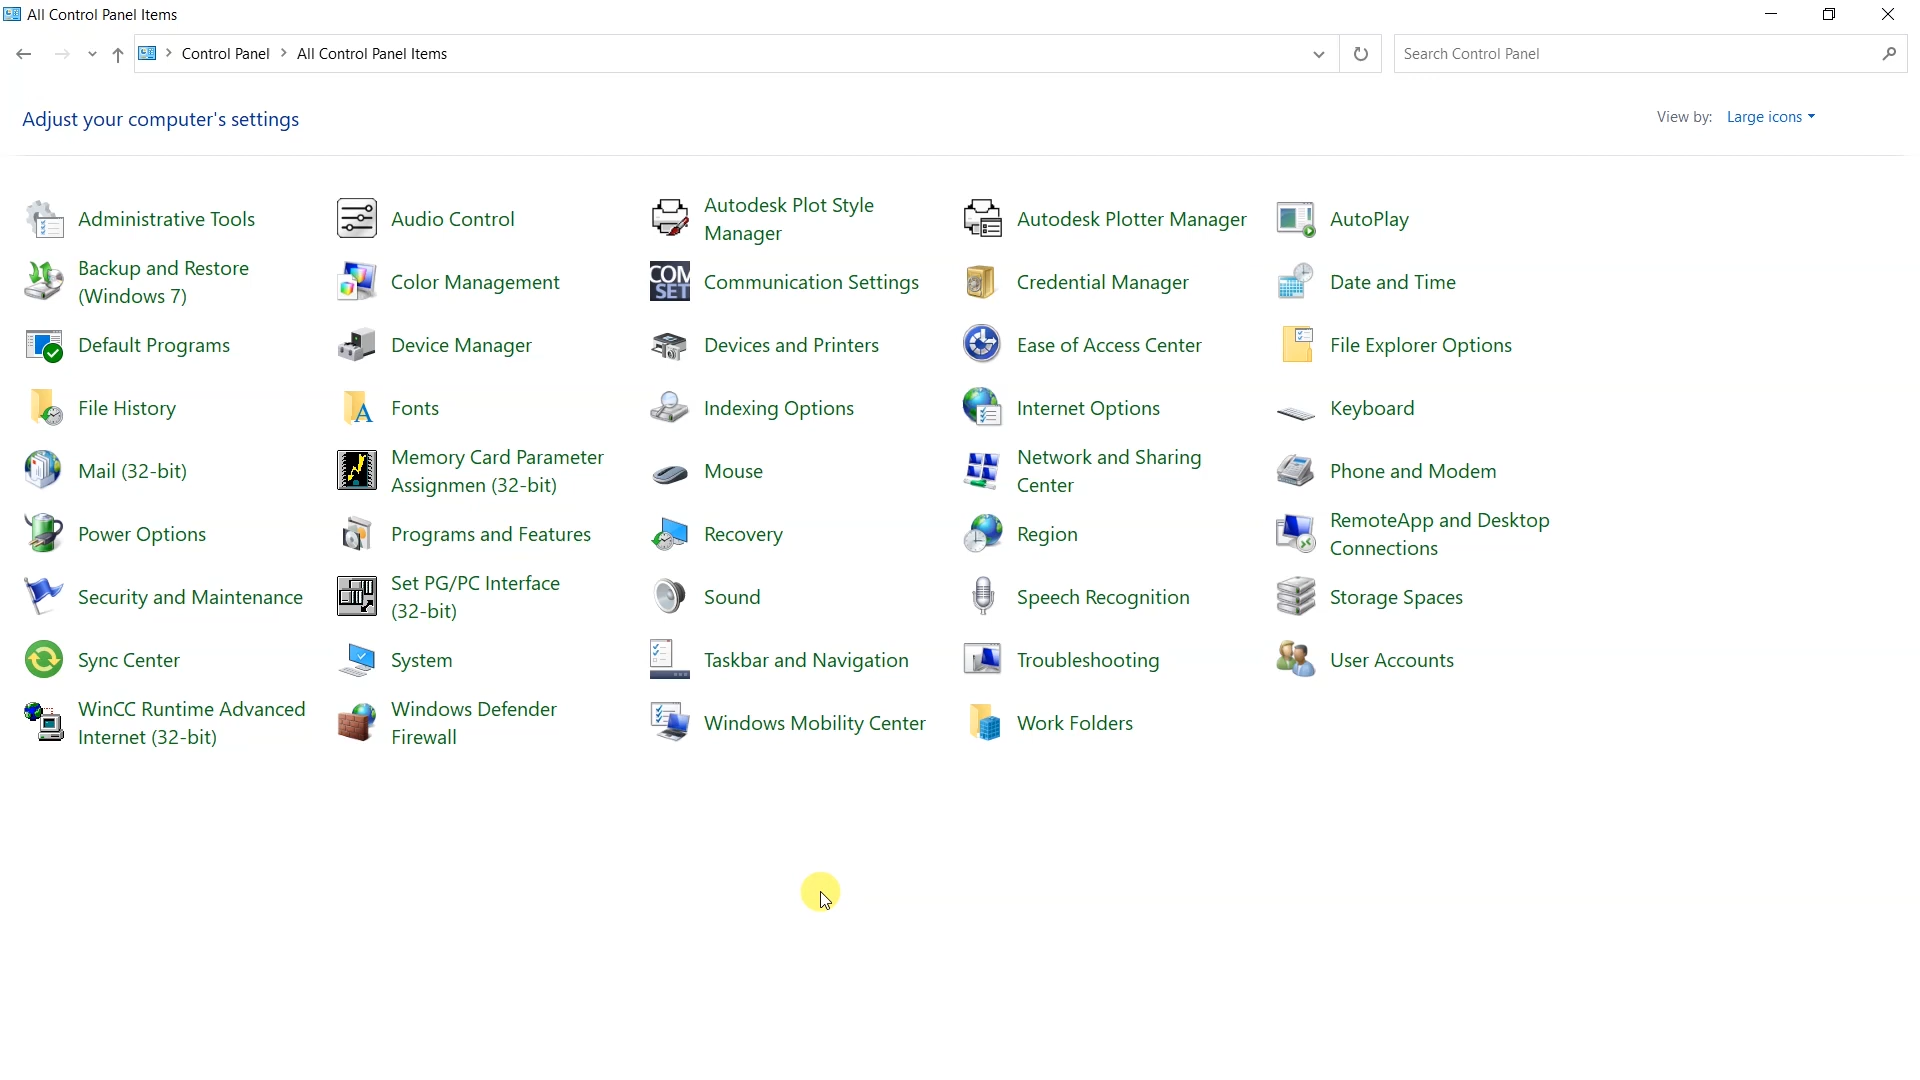 All Control Panel Items
Control Panel > All Control Panel Items
Search Control Panel
Adjust your computer's settings
View by: Large icons
Administrative Tools
Audio Control
Autodesk Plot Style
Manager
Autodesk Plotter Manager
AutoPlay
Backup and Restore
(Windows 7)
Color Management
COM
SET
Communication Settings
Credential Manager
Date and Time
Default Programs
Device Manager
Devices and Printers
Ease of Access Center
File Explorer Options
File History
A
Fonts
Indexing Options
Internet Options
Keyboard
Mail (32-bit)
Memory Card Parameter
Assignmen (32-bit)
Mouse
Network and Sharing
Center
Phone and Modem
Power Options
Programs and Features
Recovery
Region
RemoteApp and Desktop
Connections
Security and Maintenance
Set PG/PC Interface
(32-bit)
Sound
Speech Recognition
Storage Spaces
Sync Center
System
Taskbar and Navigation
Troubleshooting
User Accounts
WinCC Runtime Advanced
Internet (32-bit)
Windows Defender
Firewall
Windows Mobility Center
Work Folders